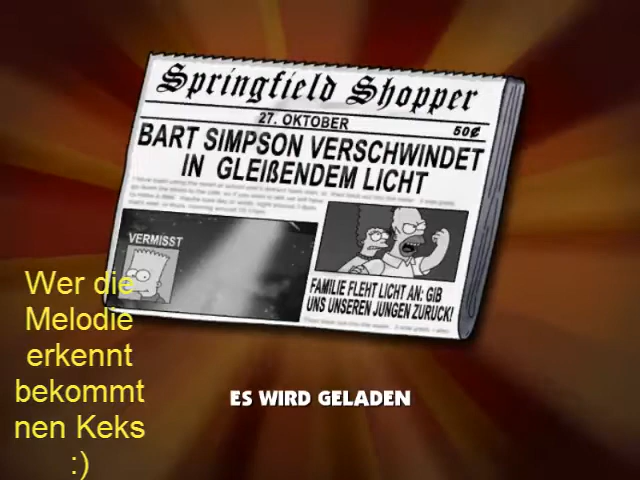 Springfield Shopper
27. OKTOBER
50¢
BART SIMPSON VERSCHWINDET
IN GLEIßENDEM LICHT
VERMISST
FAMILIE FLEHT LICHT AN: GIB
UNS UNSEREN JUNGEN ZURUCK!
Wer die
Melodie
erkennt
bekommt
nen Keks
:)
ES WIRD GELADEN